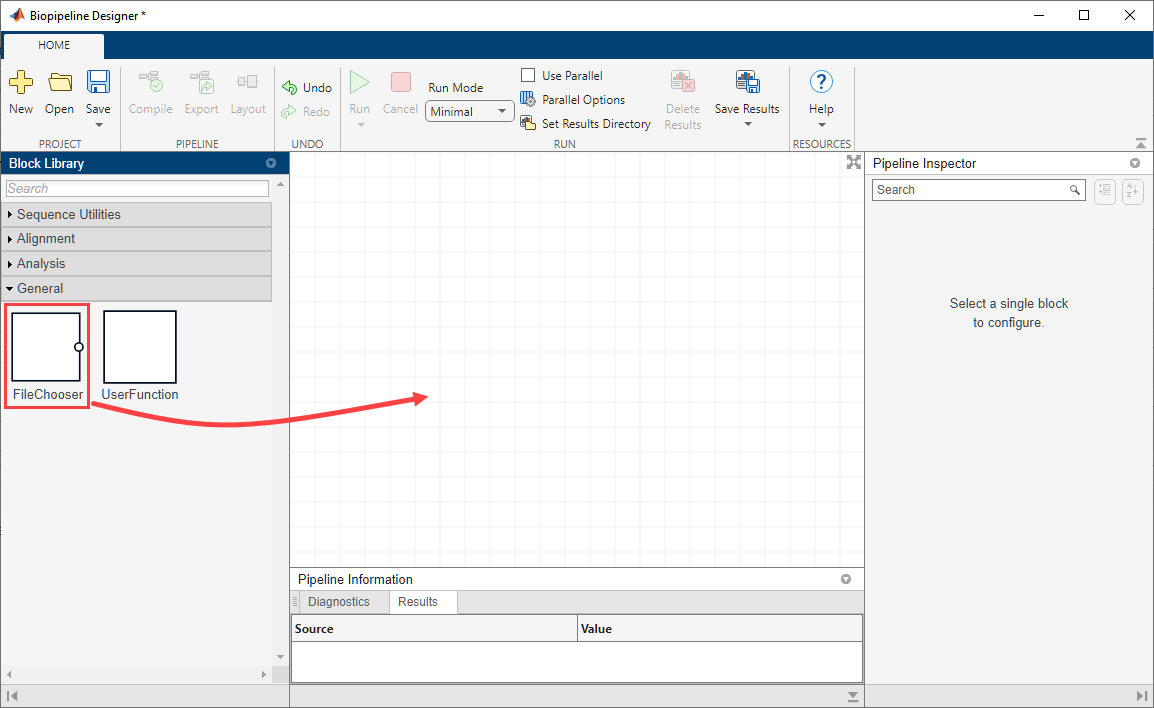 Biopipeline Designer *
HOME
New Open Save Compile Export Layout Undo Redo Run Cancel Run Mode Minimal
Use Parallel
Parallel Options
Set Results Directory
Delete Results
Save Results
Help
PROJECT PIPELINE UNDO RUN RESOURCES
Block Library
Search
Sequence Utilities
Alignment
Analysis
General
FileChooser UserFunction
Pipeline Information
Diagnostics Results
Source Value
Pipeline Inspector
Search
A
Z
Select a single block
to configure.